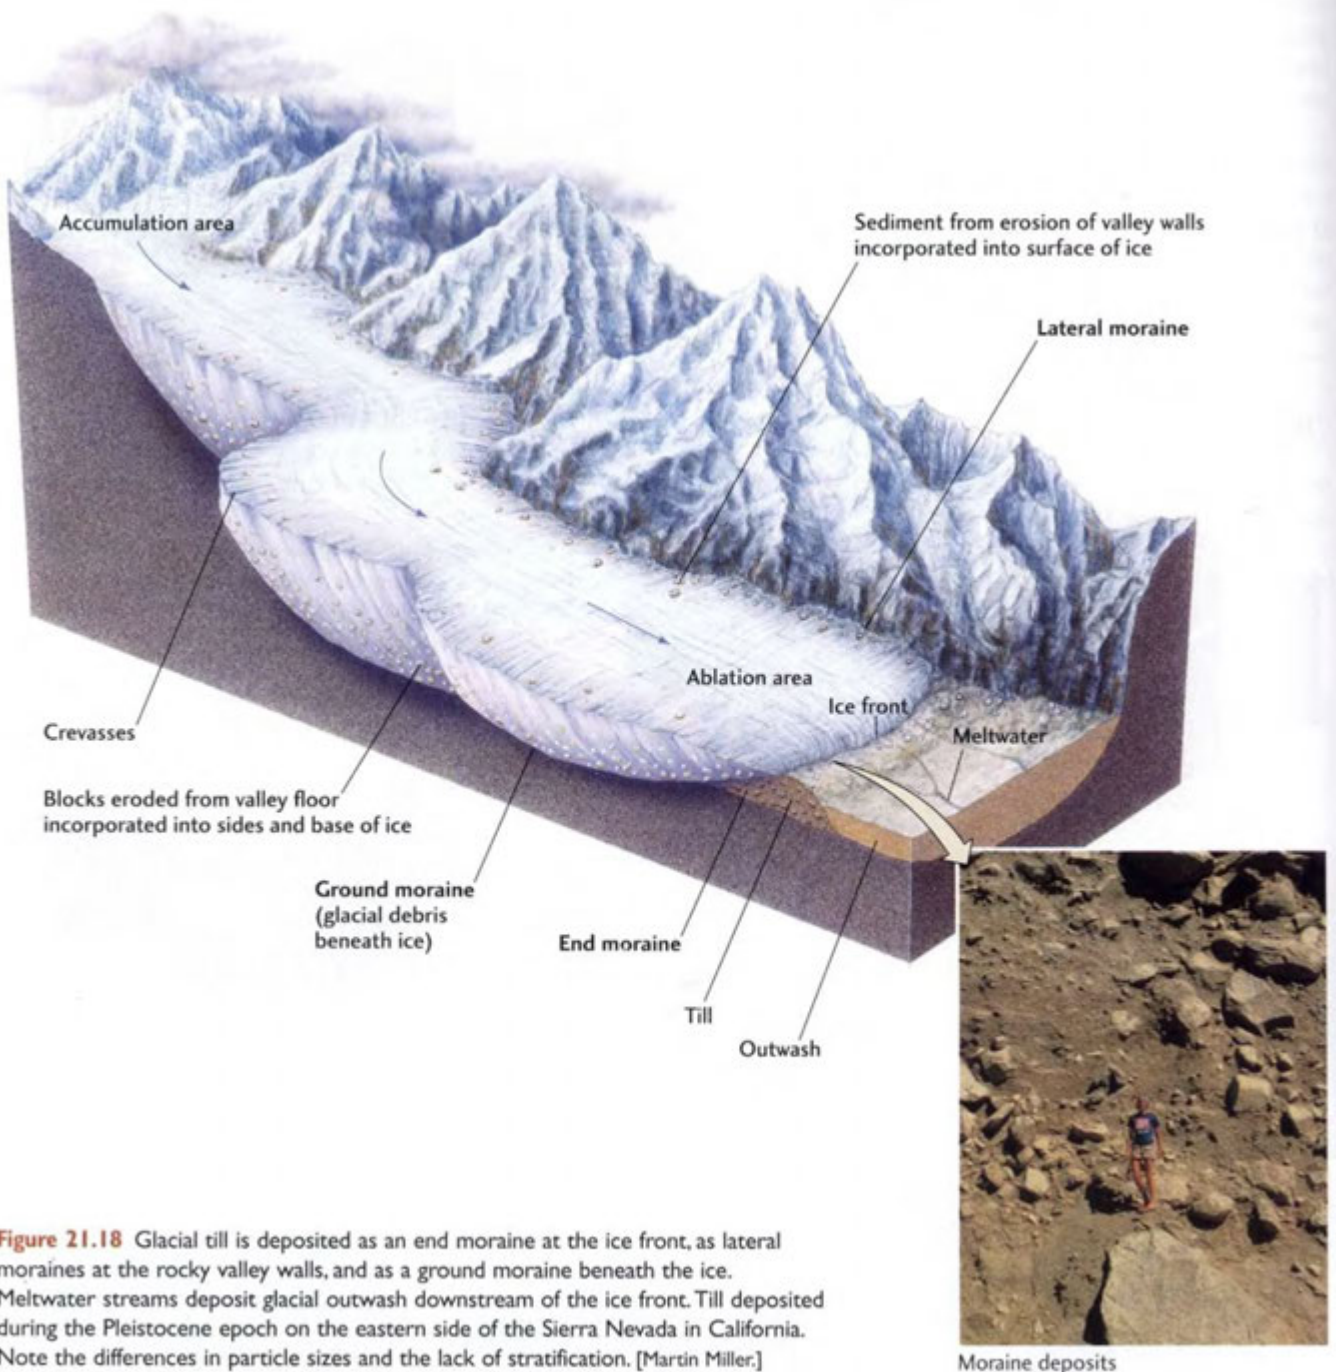 Accumulation area
Sediment from erosion of valley walls
incorporated into surface of ice
Lateral moraine
Ablation area
Ice front
Meltwater
Crevasses
Blocks eroded from valley floor
incorporated into sides and base of ice
Ground moraine
(glacial debris
beneath ice)
End moraine
Till
Outwash
Figure 21.18 Glacial till is deposited as an end moraine at the ice front, as lateral
moraines at the rocky valley walls, and as a ground moraine beneath the ice.
Meltwater streams deposit glacial outwash downstream of the ice front. Till deposited
during the Pleistocene epoch on the eastern side of the Sierra Nevada in California.
Note the differences in particle sizes and the lack of stratification. [Martin Miller.]
Moraine deposits